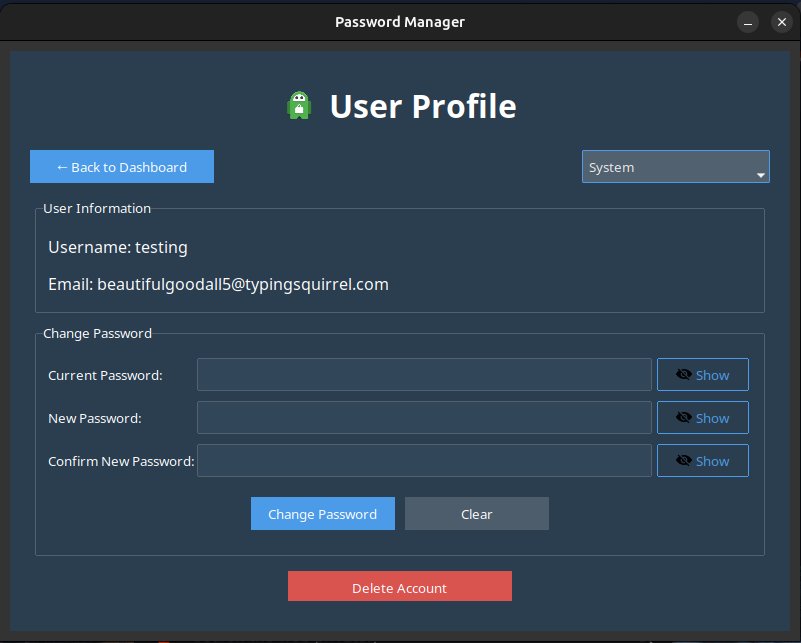 Password Manager
User Profile
← Back to Dashboard
System
User Information
Username: testing
Email: beautifulgoodall5@typingsquirrel.com
Change Password
Current Password:
Show
New Password:
Show
Confirm New Password:
Show
Change Password
Clear
Delete Account